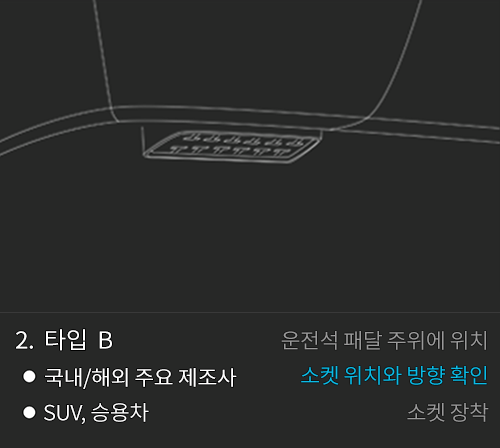 2. 타입 B 운전석 패달 주위에 위치
● 국내/해외 주요 제조사 소켓 위치와 방향 확인
● SUV, 승용차 소켓 장착